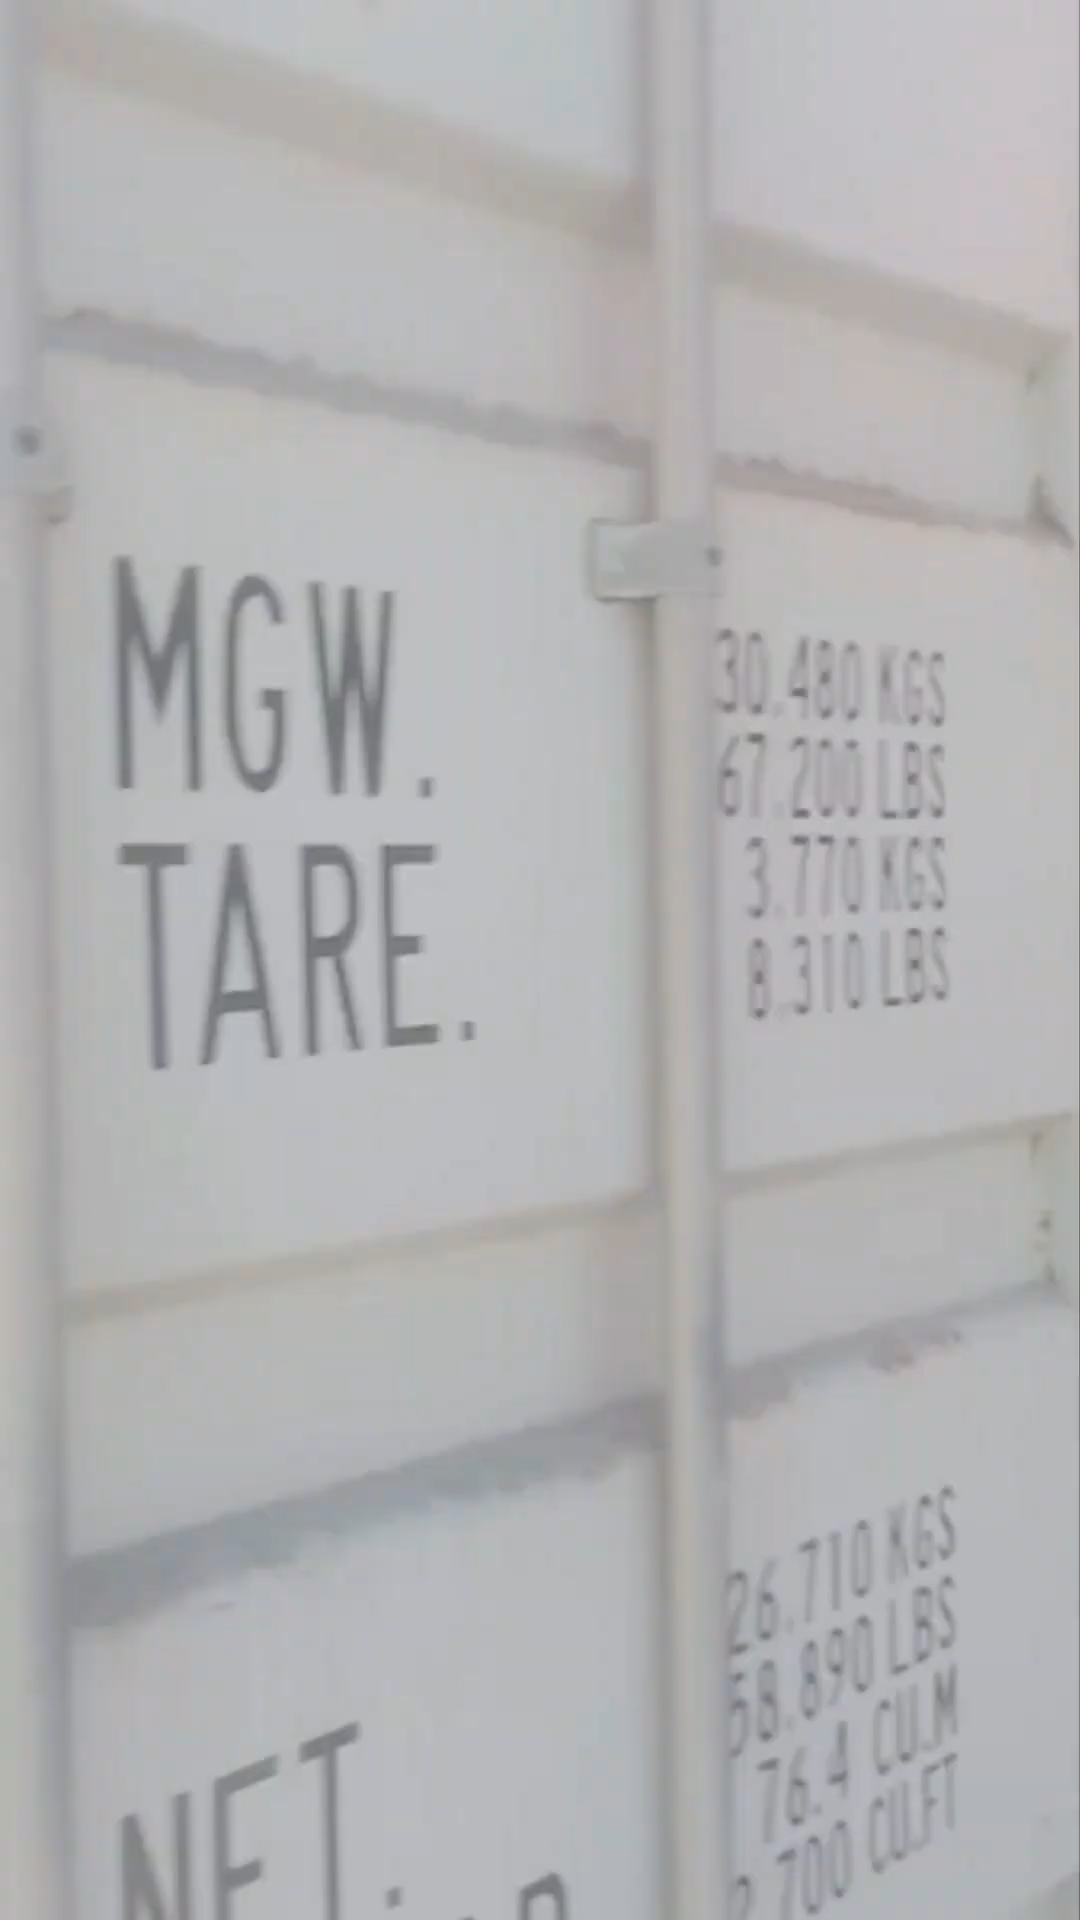 MGW.
30.480 KGS
67.200 LBS
TARE.
3.770 KGS
8.310 LBS
NET.
26.710 KGS
58.890 LBS
76.4 CU.M
2.700 CU.FT